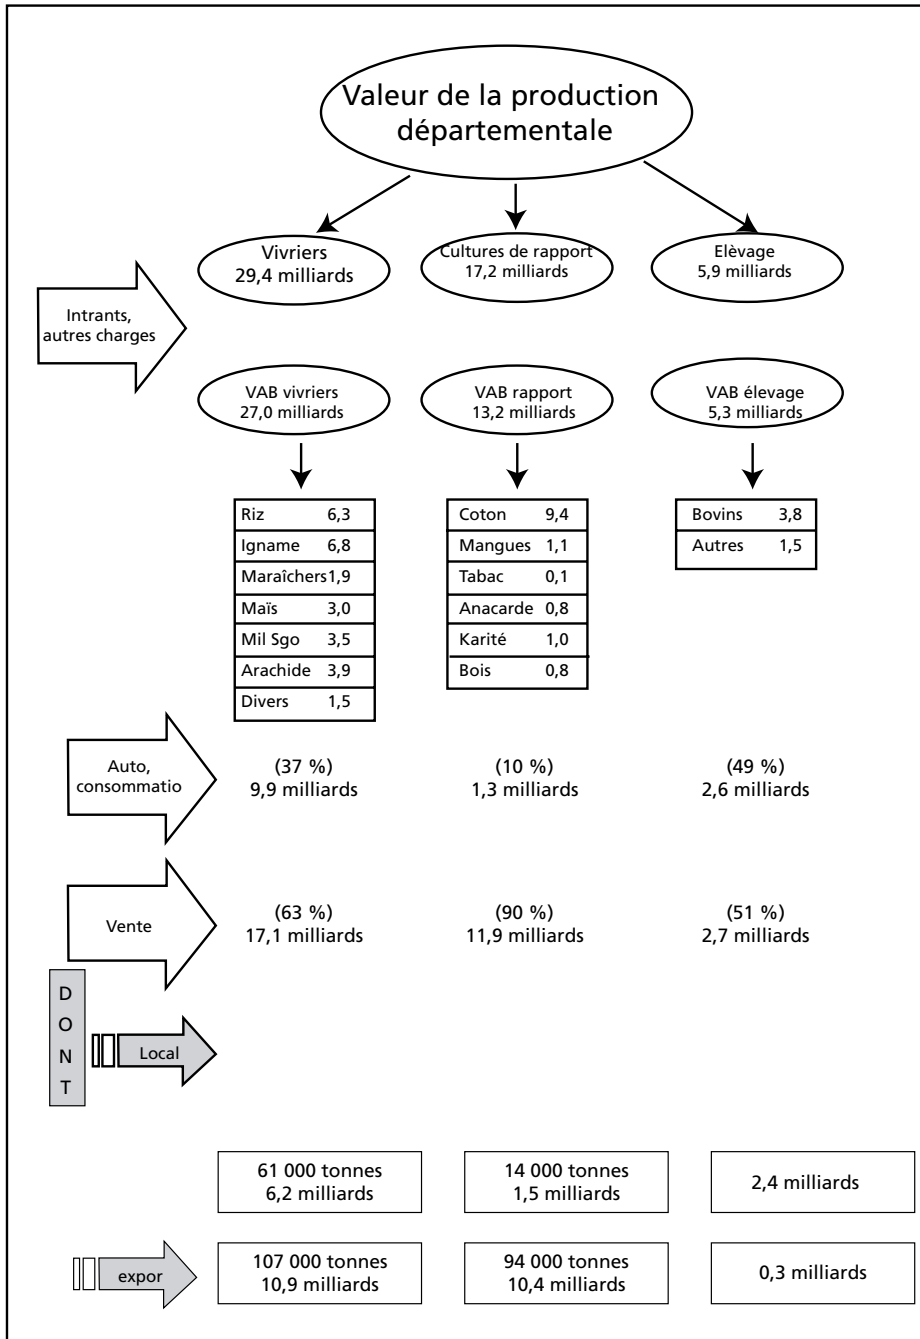 Valeur de la production
départementale
Vivriers
29,4 milliards
Cultures de rapport
17,2 milliards
Elèvage
5,9 milliards
Intrants,
autres charges
VAB vivriers
27,0 milliards
VAB rapport
13,2 milliards
VAB élevage
5,3 milliards
Riz 6,3
Igname 6,8
Maraîchers 1,9
Maïs 3,0
Mil Sgo 3,5
Arachide 3,9
Divers 1,5
Coton 9,4
Mangues 1,1
Tabac 0,1
Anacarde 0,8
Karité 1,0
Bois 0,8
Bovins 3,8
Autres 1,5
Auto,
consommatio
(37 %)
9,9 milliards
(10 %)
1,3 milliards
(49 %)
2,6 milliards
Vente
(63 %)
17,1 milliards
(90 %)
11,9 milliards
(51 %)
2,7 milliards
D
O
N
T
Local
61 000 tonnes
6,2 milliards
14 000 tonnes
1,5 milliards
2,4 milliards
expor
107 000 tonnes
10,9 milliards
94 000 tonnes
10,4 milliards
0,3 milliards